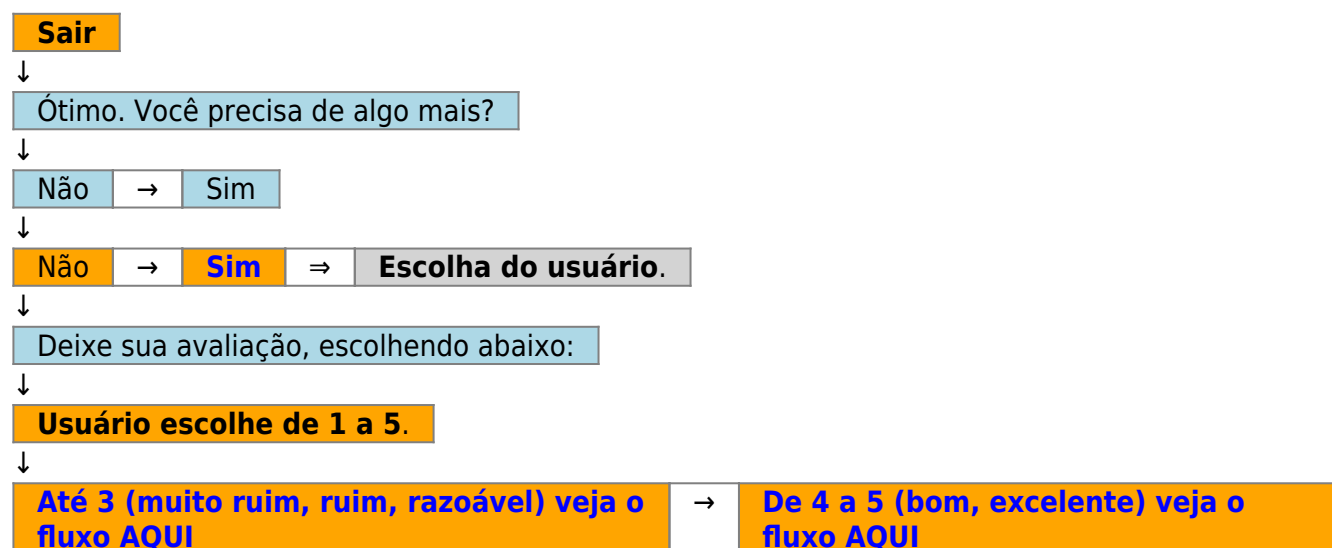 Sair
↓
Ótimo. Você precisa de algo mais?
↓
Não → Sim
↓
Não → Sim ⇒ Escolha do usuário.
↓
Deixe sua avaliação, escolhendo abaixo:
↓
Usuário escolhe de 1 a 5.
↓
Até 3 (muito ruim, ruim, razoável) veja o → De 4 a 5 (bom, excelente) veja o
fluxo AQUI fluxo AQUI